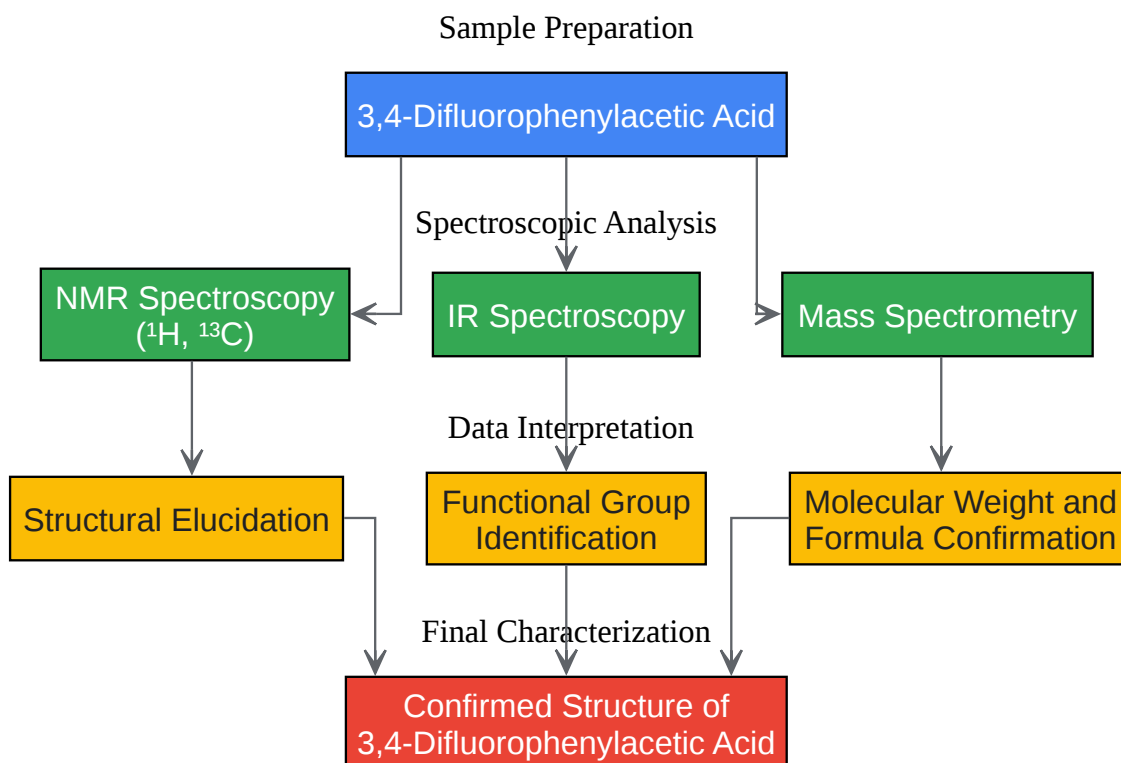 Sample Preparation
3,4-Difluorophenylacetic Acid
Spectroscopic Analysis
NMR Spectroscopy
(¹H, ¹³C)
IR Spectroscopy
Mass Spectrometry
Data Interpretation
Structural Elucidation
Functional Group
Identification
Molecular Weight and
Formula Confirmation
Final Characterization
Confirmed Structure of
3,4-Difluorophenylacetic Acid